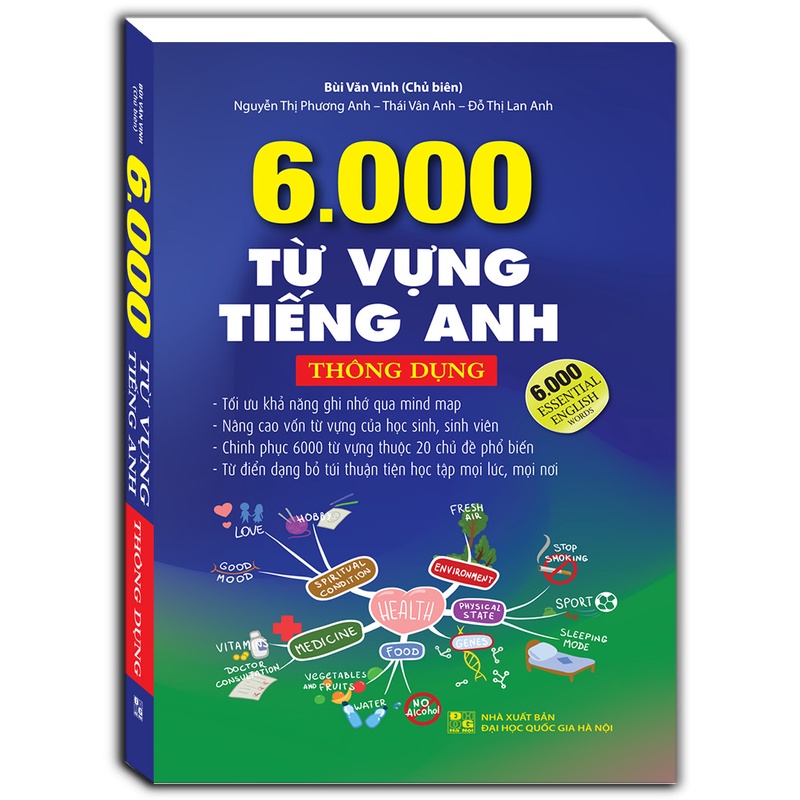 Bùi Văn Vinh (Chủ biên)
Nguyễn Thị Phương Anh – Thái Vân Anh – Đỗ Thị Lan Anh
6.000
TỪ VỰNG
TIẾNG ANH
THÔNG DỤNG
6.000
ESSENTIAL
ENGLISH
WORDS
- Tối ưu khả năng ghi nhớ qua mind map
- Nâng cao vốn từ vựng của học sinh, sinh viên
- Chinh phục 6000 từ vựng thuộc 20 chủ đề phổ biến
- Từ điển dạng bỏ túi thuận tiện học tập mọi lúc, mọi nơi
LOVE
HOBBY
FRESH
AIR
GOOD
MOOD
SPIRITUAL
CONDITION
ENVIRONMENT
STOP
SMOKING
HEALTH
PHYSICAL
STATE
SPORT
VITAMINS
MEDICINE
FOOD
GENES
SLEEPING
MODE
DOCTOR
CONSULTATION
VEGETABLES
AND FRUITS
WATER
NO
Alcohol
NHÀ XUẤT BẢN
ĐẠI HỌC QUỐC GIA HÀ NỘI
BÙI VĂN VINH
(Chủ biên)
6.000
TỪ VỰNG
TIẾNG ANH
THÔNG DỤNG